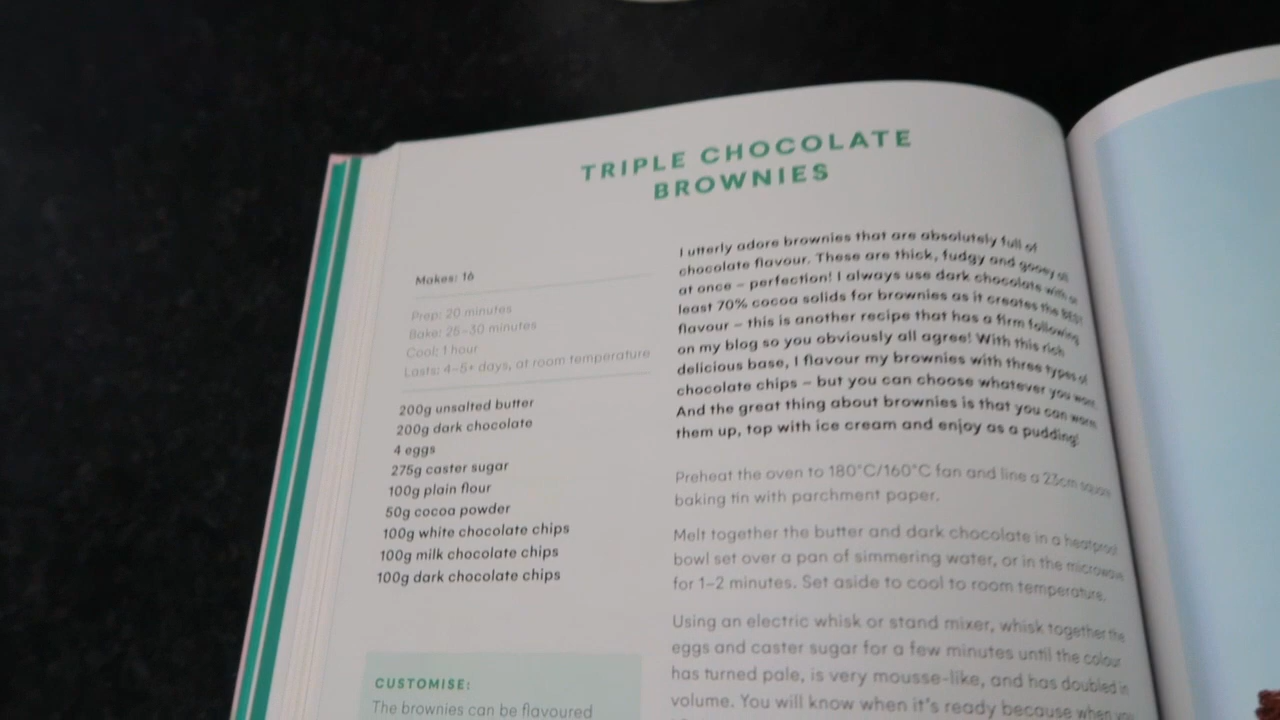 TRIPLE CHOCOLATE
BROWNIES
Makes: 16
Prep: 20 minutes
Bake: 25–30 minutes
Cool: 1 hour
Lasts: 4–5+ days, at room temperature
200g unsalted butter
200g dark chocolate
4 eggs
275g caster sugar
100g plain flour
50g cocoa powder
100g white chocolate chips
100g milk chocolate chips
100g dark chocolate chips
CUSTOMISE:
The brownies can be flavoured
I utterly adore brownies that are absolutely full of
chocolate flavour. These are thick, fudgy and gooey all
at once – perfection! I always use dark chocolate with at
least 70% cocoa solids for brownies as it creates the BEST
flavour – this is another recipe that has a firm following
on my blog so you obviously all agree! With this rich
delicious base, I flavour my brownies with three types of
chocolate chips – but you can choose whatever you want.
And the great thing about brownies is that you can warm
them up, top with ice cream and enjoy as a pudding!
Preheat the oven to 180°C/160°C fan and line a 23cm square
baking tin with parchment paper.
Melt together the butter and dark chocolate in a heatproof
bowl set over a pan of simmering water, or in the microwave
for 1–2 minutes. Set aside to cool to room temperature.
Using an electric whisk or stand mixer, whisk together the
eggs and caster sugar for a few minutes until the colour
has turned pale, is very mousse-like, and has doubled in
volume. You will know when it's ready because when you